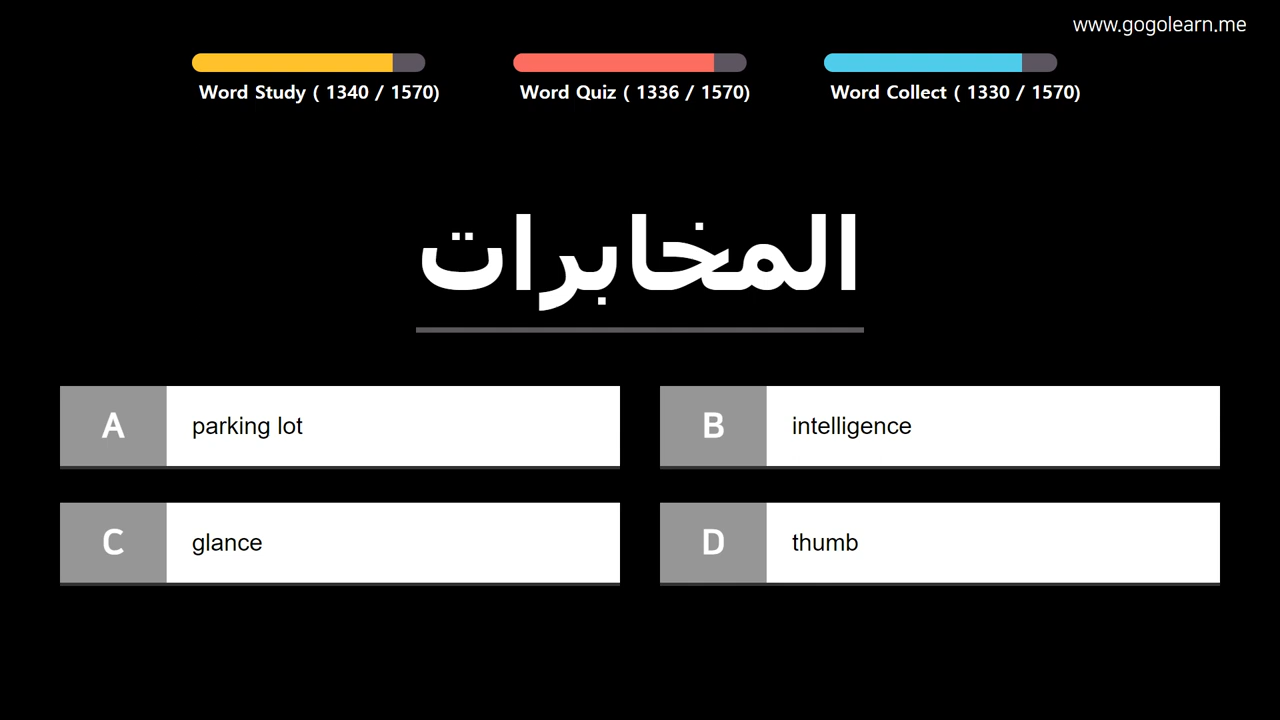 www.gogolearn.me
Word Study ( 1340 / 1570)
Word Quiz ( 1336 / 1570)
Word Collect ( 1330 / 1570)
المخابرات
A parking lot
B intelligence
C glance
D thumb